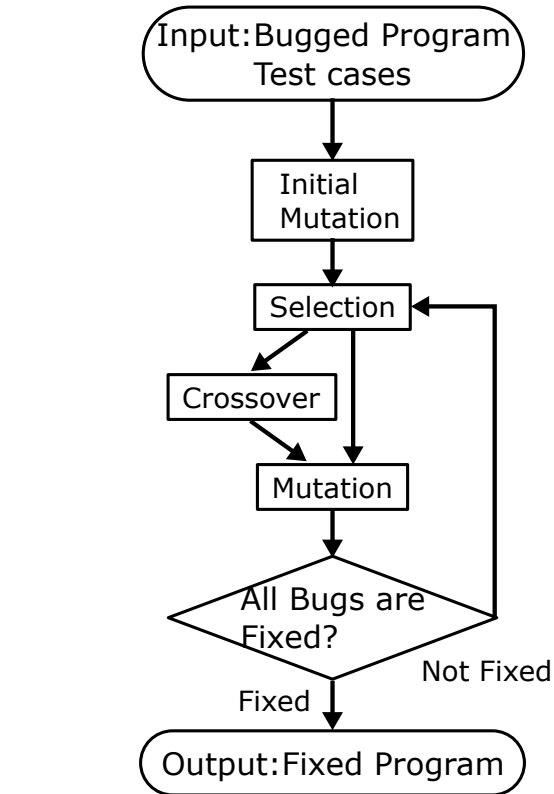 Input:Bugged Program
Test cases
Initial
Mutation
Selection
Crossover
Mutation
All Bugs are
Fixed?
Not Fixed
Fixed
Output:Fixed Program